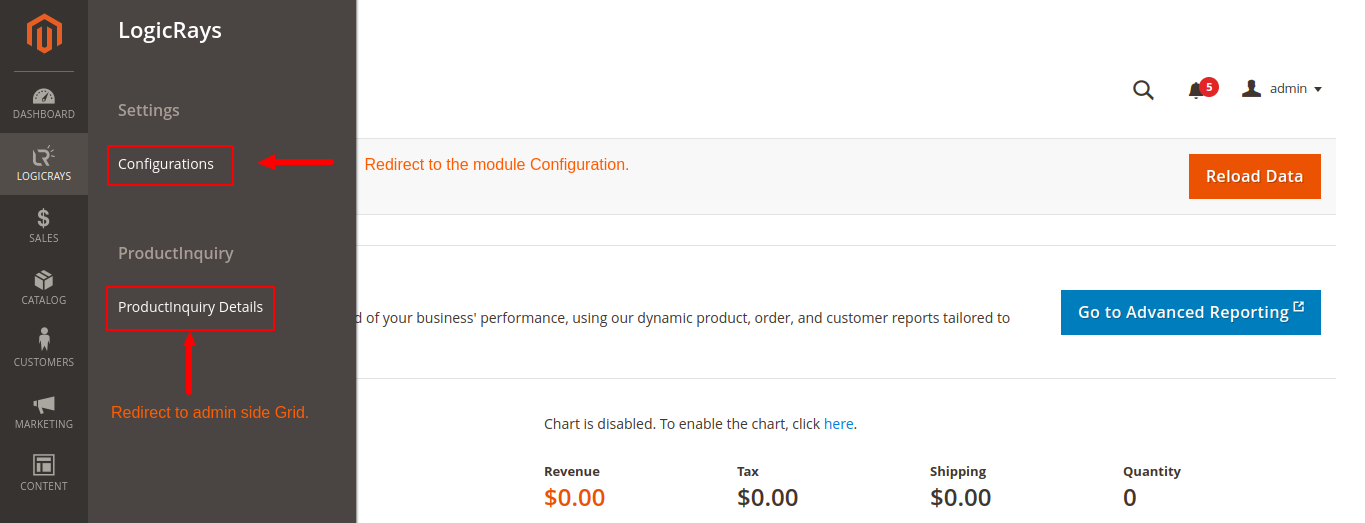 DASHBOARD
LOGICRAYS
SALES
CATALOG
CUSTOMERS
MARKETING
CONTENT
LogicRays
Settings
Configurations
ProductInquiry
ProductInquiry Details
Redirect to admin side Grid.
5
admin
Redirect to the module Configuration.
Reload Data
d of your business' performance, using our dynamic product, order, and customer reports tailored to
Go to Advanced Reporting
Chart is disabled. To enable the chart, click here.
Revenue Tax Shipping Quantity
$0.00 $0.00 $0.00 0